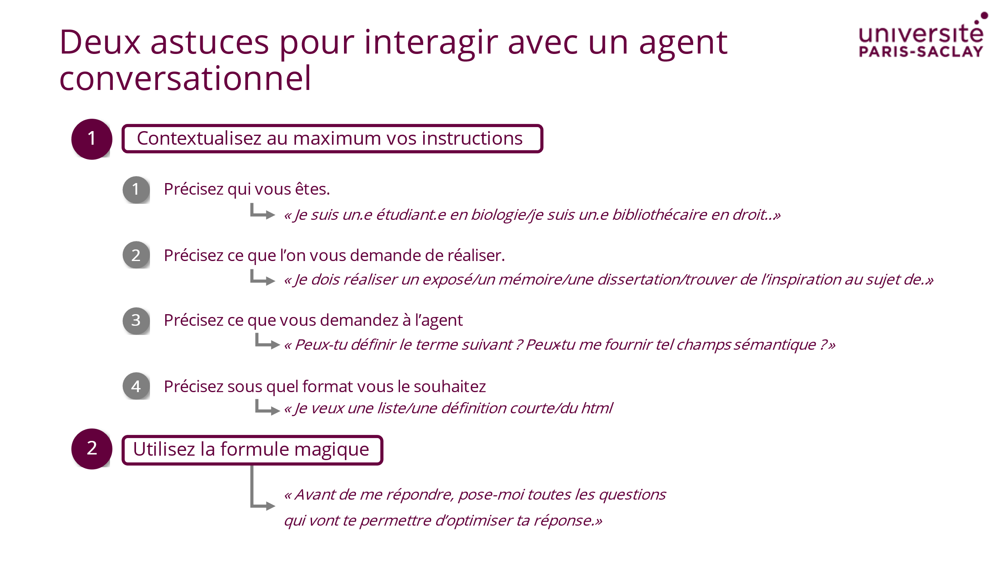 Deux astuces pour interagir avec un agent
conversationnel
université
PARIS-SACLAY
1
Contextualisez au maximum vos instructions
1
Précisez qui vous êtes.
« Je suis un.e étudiant.e en biologie/je suis un.e bibliothécaire en droit...»
2
Précisez ce que l’on vous demande de réaliser.
« Je dois réaliser un exposé/un mémoire/une dissertation/trouver de l’inspiration au sujet de...»
3
Précisez ce que vous demandez à l’agent
« Peux-tu définir le terme suivant ? Peux-tu me fournir tel champs sémantique ? »
4
Précisez sous quel format vous le souhaitez
« Je veux une liste/une définition courte/du html
2
Utilisez la formule magique
« Avant de me répondre, pose-moi toutes les questions
qui vont te permettre d’optimiser ta réponse.»